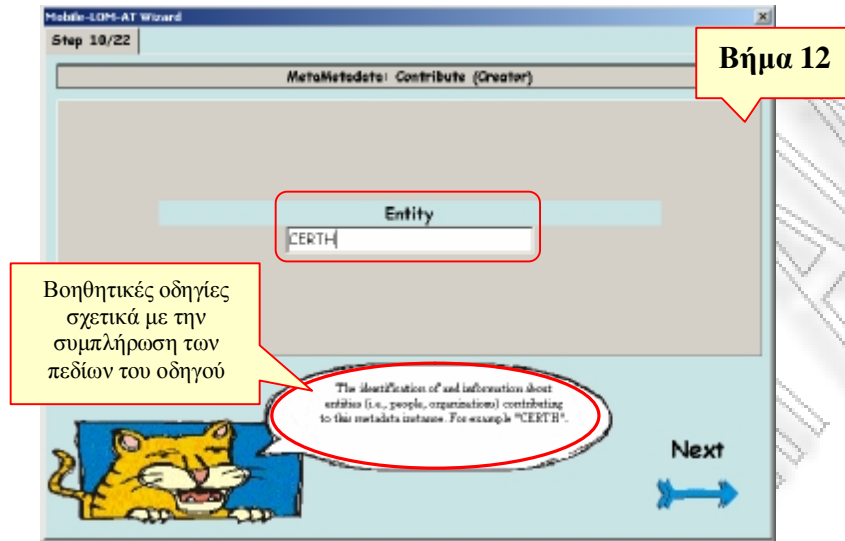 Mobile-LOM-AT Wizard
Step 10/22
Βήμα 12
MetaMetadata: Contribute (Creator)
Entity
CERTH
Βοηθητικές οδηγίες
σχετικά με την
συμπλήρωση των
πεδίων του οδηγού
The identification of and information about
entities (i.e., people, organizations) contributing
to this metadata instance. For example "CERTH".
Next